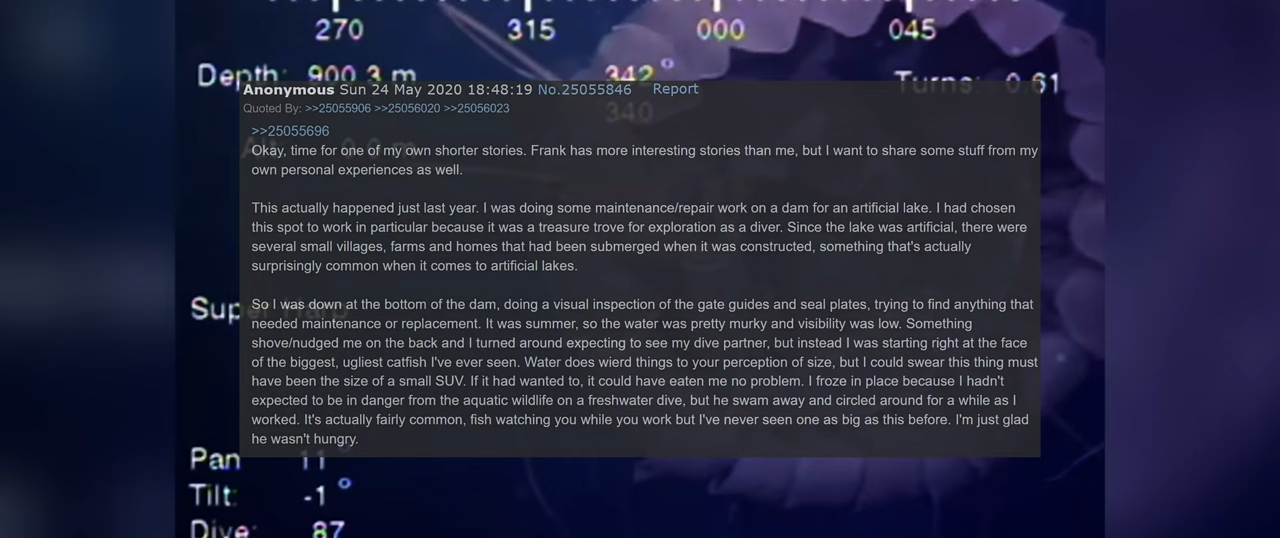 270 315 000 045
Depth: 900.3 m 342° Turns: 0.61
340
Anonymous Sun 24 May 2020 18:48:19 No.25055846 Report
Quoted By: >>25055906 >>25056020 >>25056023
>>25055696
Okay, time for one of my own shorter stories. Frank has more interesting stories than me, but I want to share some stuff from my
own personal experiences as well.
This actually happened just last year. I was doing some maintenance/repair work on a dam for an artificial lake. I had chosen
this spot to work in particular because it was a treasure trove for exploration as a diver. Since the lake was artificial, there were
several small villages, farms and homes that had been submerged when it was constructed, something that's actually
surprisingly common when it comes to artificial lakes.
So I was down at the bottom of the dam, doing a visual inspection of the gate guides and seal plates, trying to find anything that
needed maintenance or replacement. It was summer, so the water was pretty murky and visibility was low. Something
shove/nudged me on the back and I turned around expecting to see my dive partner, but instead I was starting right at the face
of the biggest, ugliest catfish I've ever seen. Water does wierd things to your perception of size, but I could swear this thing must
have been the size of a small SUV. If it had wanted to, it could have eaten me no problem. I froze in place because I hadn't
expected to be in danger from the aquatic wildlife on a freshwater dive, but he swam away and circled around for a while as I
worked. It's actually fairly common, fish watching you while you work but I've never seen one as big as this before. I'm just glad
he wasn't hungry.
Pan 11°
Tilt: -1°
Dive: 87